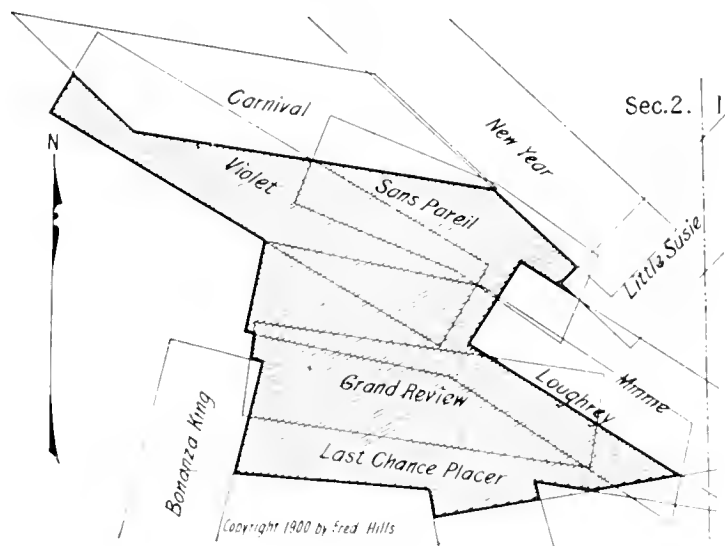 Carnival
New Year
Sec.2.
N
Violet
Sans Pareil
Little Susie
Loughrey
Minnie
Grand Review
Bonanza King
Last Chance Placer
Copyright 1900 by Fred Hills